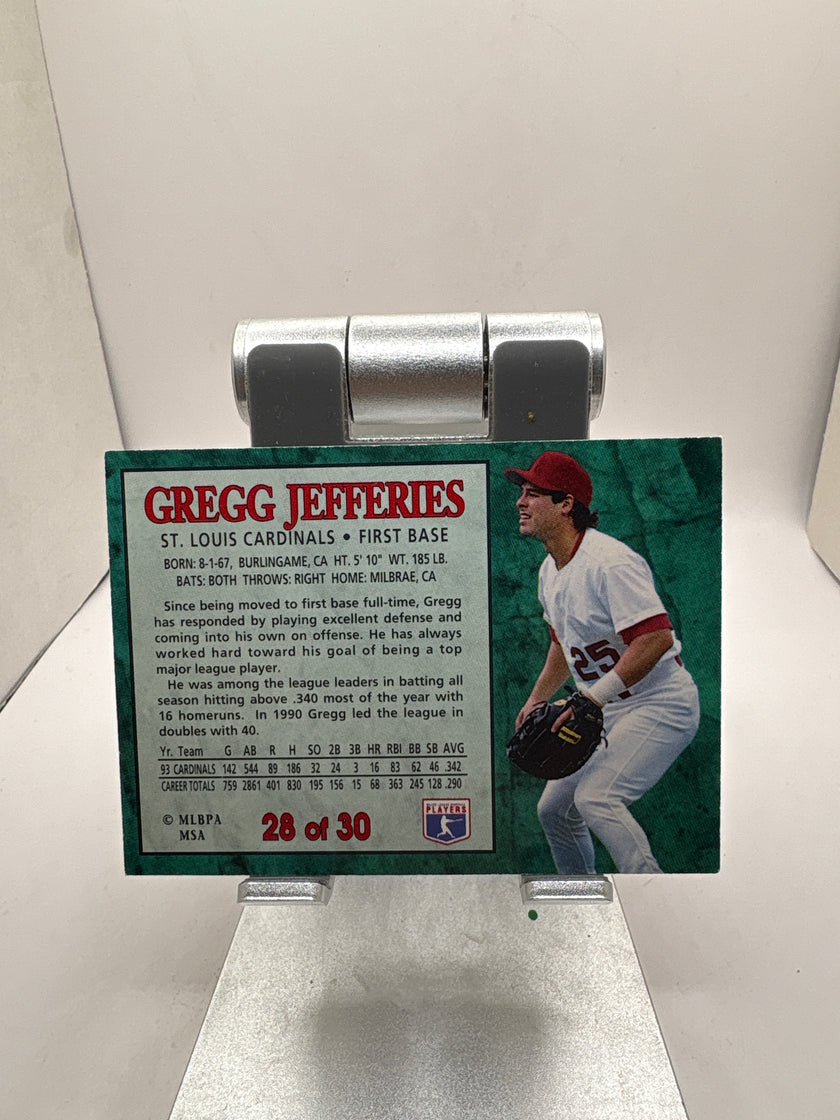 GREGG JEFFERIES
ST. LOUIS CARDINALS • FIRST BASE
BORN: 8-1-67, BURLINGAME, CA HT. 5' 10" WT. 185 LB.
BATS: BOTH THROWS: RIGHT HOME: MILBRAE, CA
Since being moved to first base full-time, Gregg
has responded by playing excellent defense and
coming into his own on offense. He has always
worked hard toward his goal of being a top
major league player.
He was among the league leaders in batting all
season hitting above .340 most of the year with
16 homeruns. In 1990 Gregg led the league in
doubles with 40.
Yr. Team G AB R H SO 2B 3B HR RBI BB SB AVG
93 CARDINALS 142 544 89 186 32 24 3 16 83 62 46 .342
CAREER TOTALS 759 2861 401 830 195 156 15 68 363 245 128 .290
© MLBPA
MSA
28 of 30
PLAYERS
25